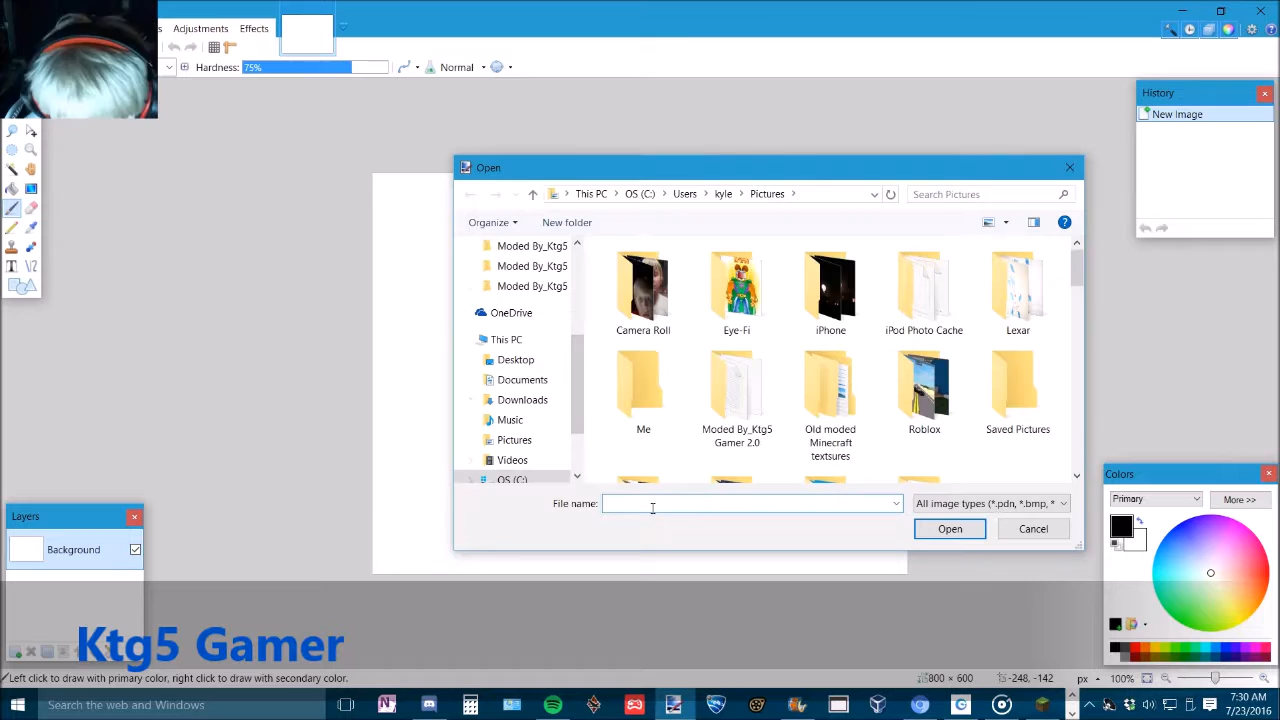 Adjustments Effects
Hardness: 75% Normal
Open
This PC OS (C:) Users kyle Pictures Search Pictures
Organize New folder
Moded By_Ktg5
Moded By_Ktg5
Moded By_Ktg5
OneDrive
This PC
Desktop
Documents
Downloads
Music
Pictures
Videos
OS (C:)
Camera Roll Eye-Fi iPhone iPod Photo Cache Lexar
Me Moded By_Ktg5 Gamer 2.0 Old moded Minecraft textsures Roblox Saved Pictures
File name: All image types (*.pdn, *.bmp, *
Open Cancel
History
New Image
Layers
Background
Colors
Primary More >>
Ktg5 Gamer
Left click to draw with primary color, right click to draw with secondary color. 800 × 600 -248, -142 px 100%
Search the web and Windows
7:30 AM
7/23/2016